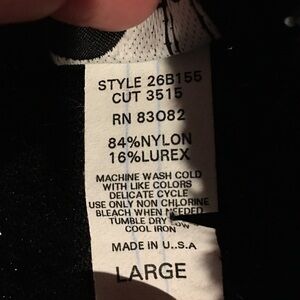 STYLE 26B155
CUT 3515
RN 83082
84%NYLON
16%LUREX
MACHINE WASH COLD
WITH LIKE COLORS
DELICATE CYCLE
USE ONLY NON CHLORINE
BLEACH WHEN NEEDED
TUMBLE DRY LOW
COOL IRON
MADE IN U.S.A
LARGE